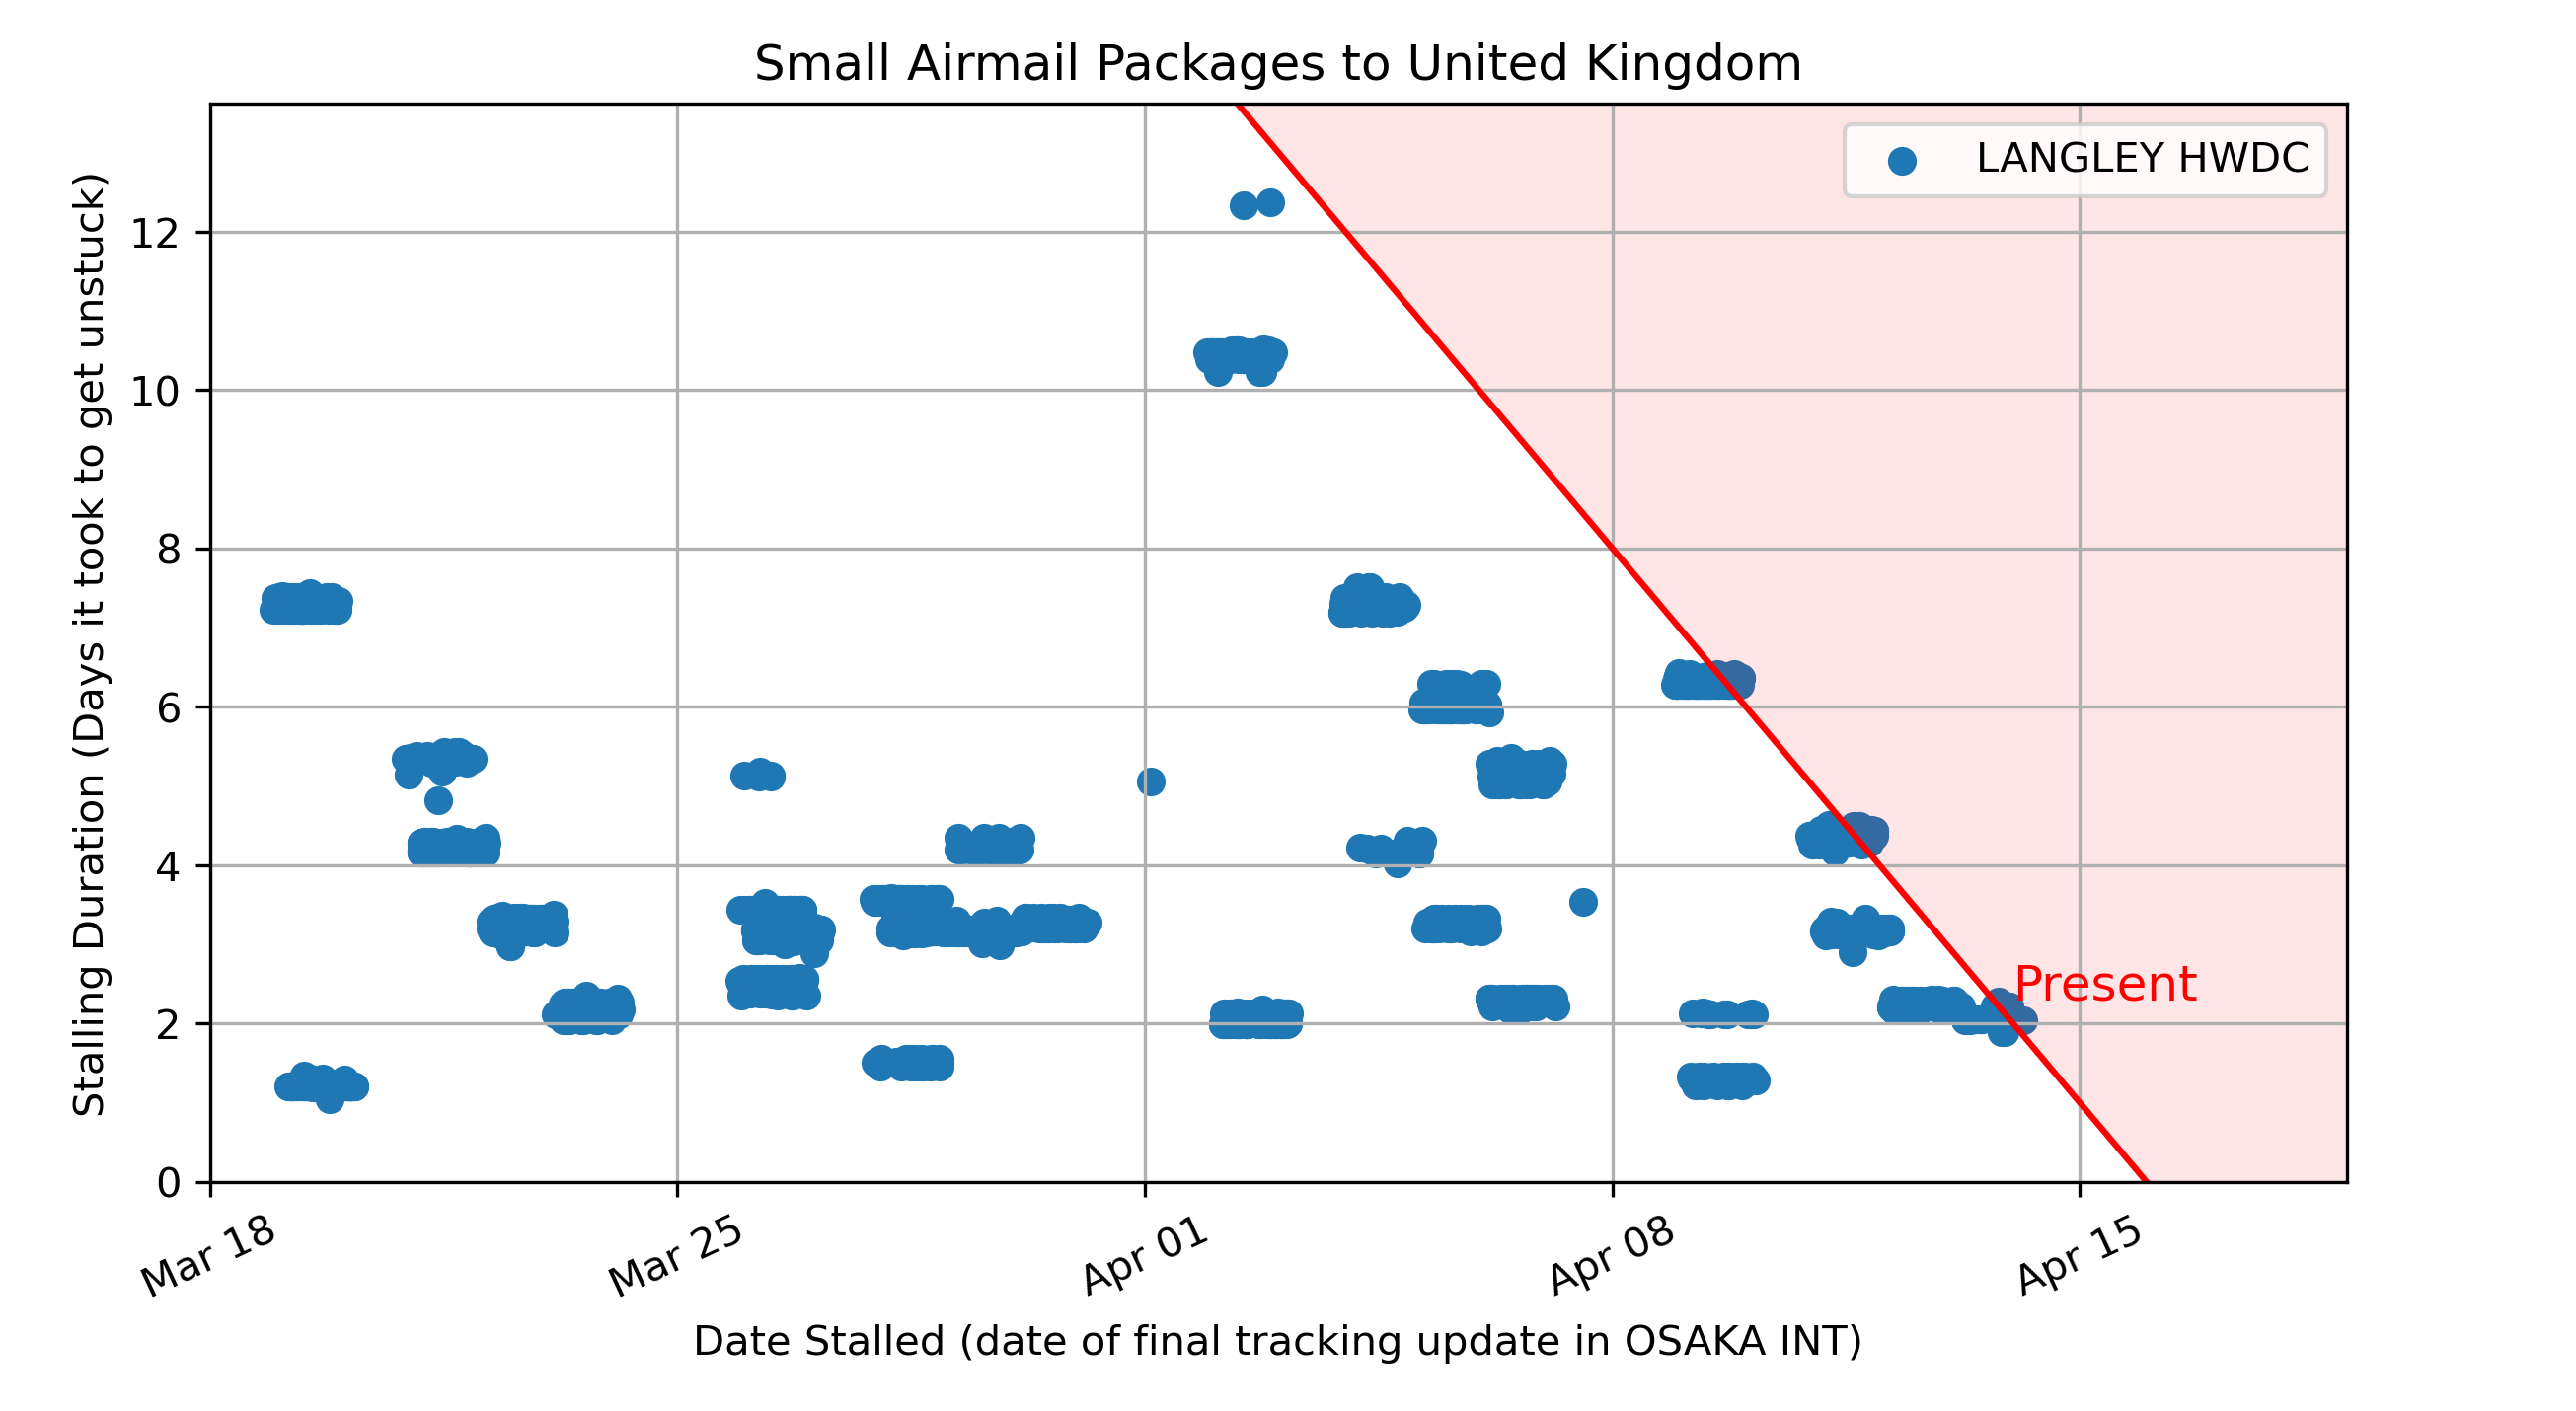 Small Airmail Packages to United Kingdom
LANGLEY HWDC
Stalling Duration (Days it took to get unstuck)
12
10
8
6
4
2
0
Present
Mar 18
Mar 25
Apr 01
Apr 08
Apr 15
Date Stalled (date of final tracking update in OSAKA INT)